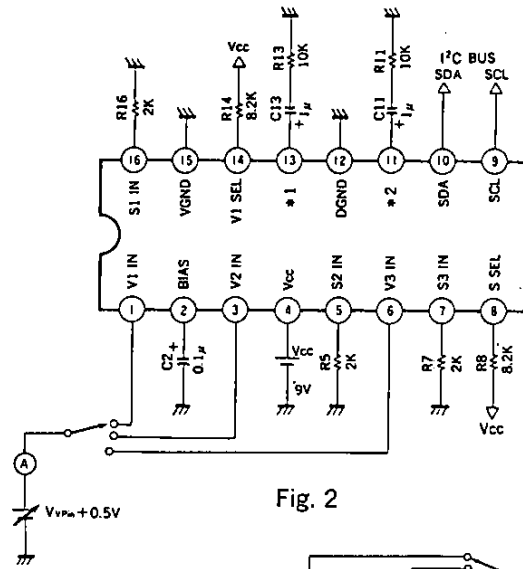 R16
2K
Vcc
R14
8.2K
R13
10K
C13
+
1μ
R11
10K
C11
+
1μ
I²C BUS
SDA
SCL
16
15
14
13
12
11
10
9
S1 IN
VGND
V1 SEL
*1
DGND
*2
SDA
SCL
V1 IN
BIAS
V2 IN
Vcc
S2 IN
V3 IN
S3 IN
S SEL
1
2
3
4
5
6
7
8
C2
+
0.1μ
Vcc
9V
R5
2K
R7
2K
R8
8.2K
Vcc
A
VVPin+0.5V
Fig. 2